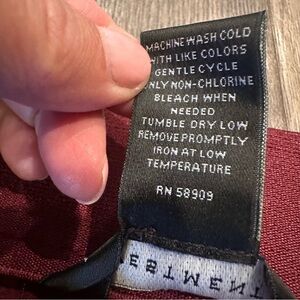 MACHINE WASH COLD
WITH LIKE COLORS
GENTLE CYCLE
ONLY NON-CHLORINE
BLEACH WHEN
NEEDED
TUMBLE DRY LOW
REMOVE PROMPTLY
IRON AT LOW
TEMPERATURE
RN 58909